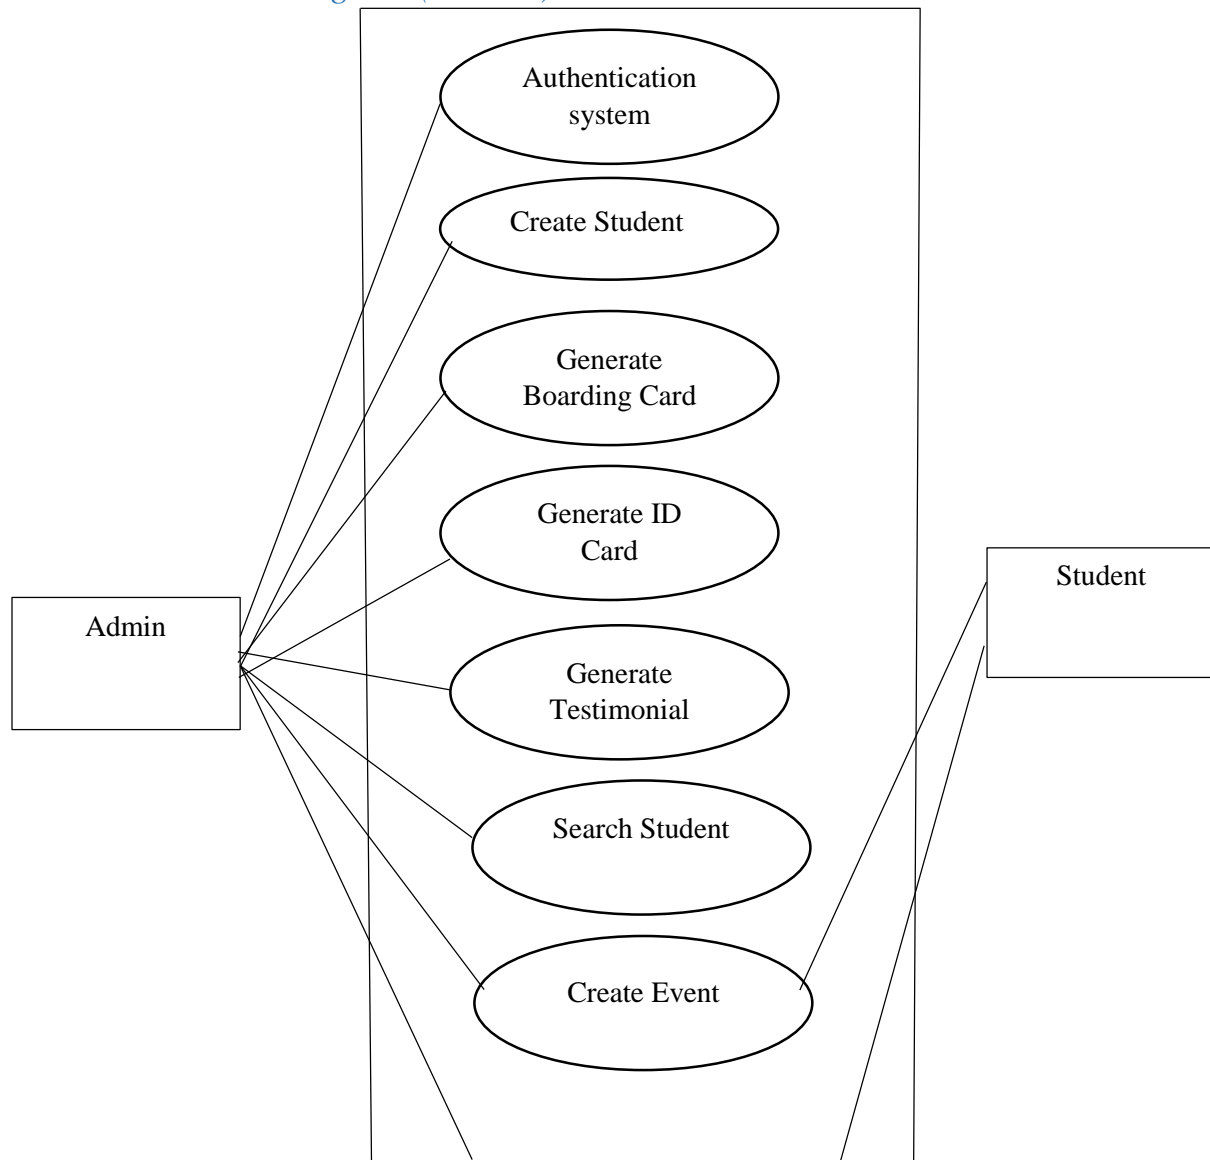 Authentication
system
Create Student
Generate
Boarding Card
Generate ID
Card
Student
Admin
Generate
Testimonial
Search Student
Create Event